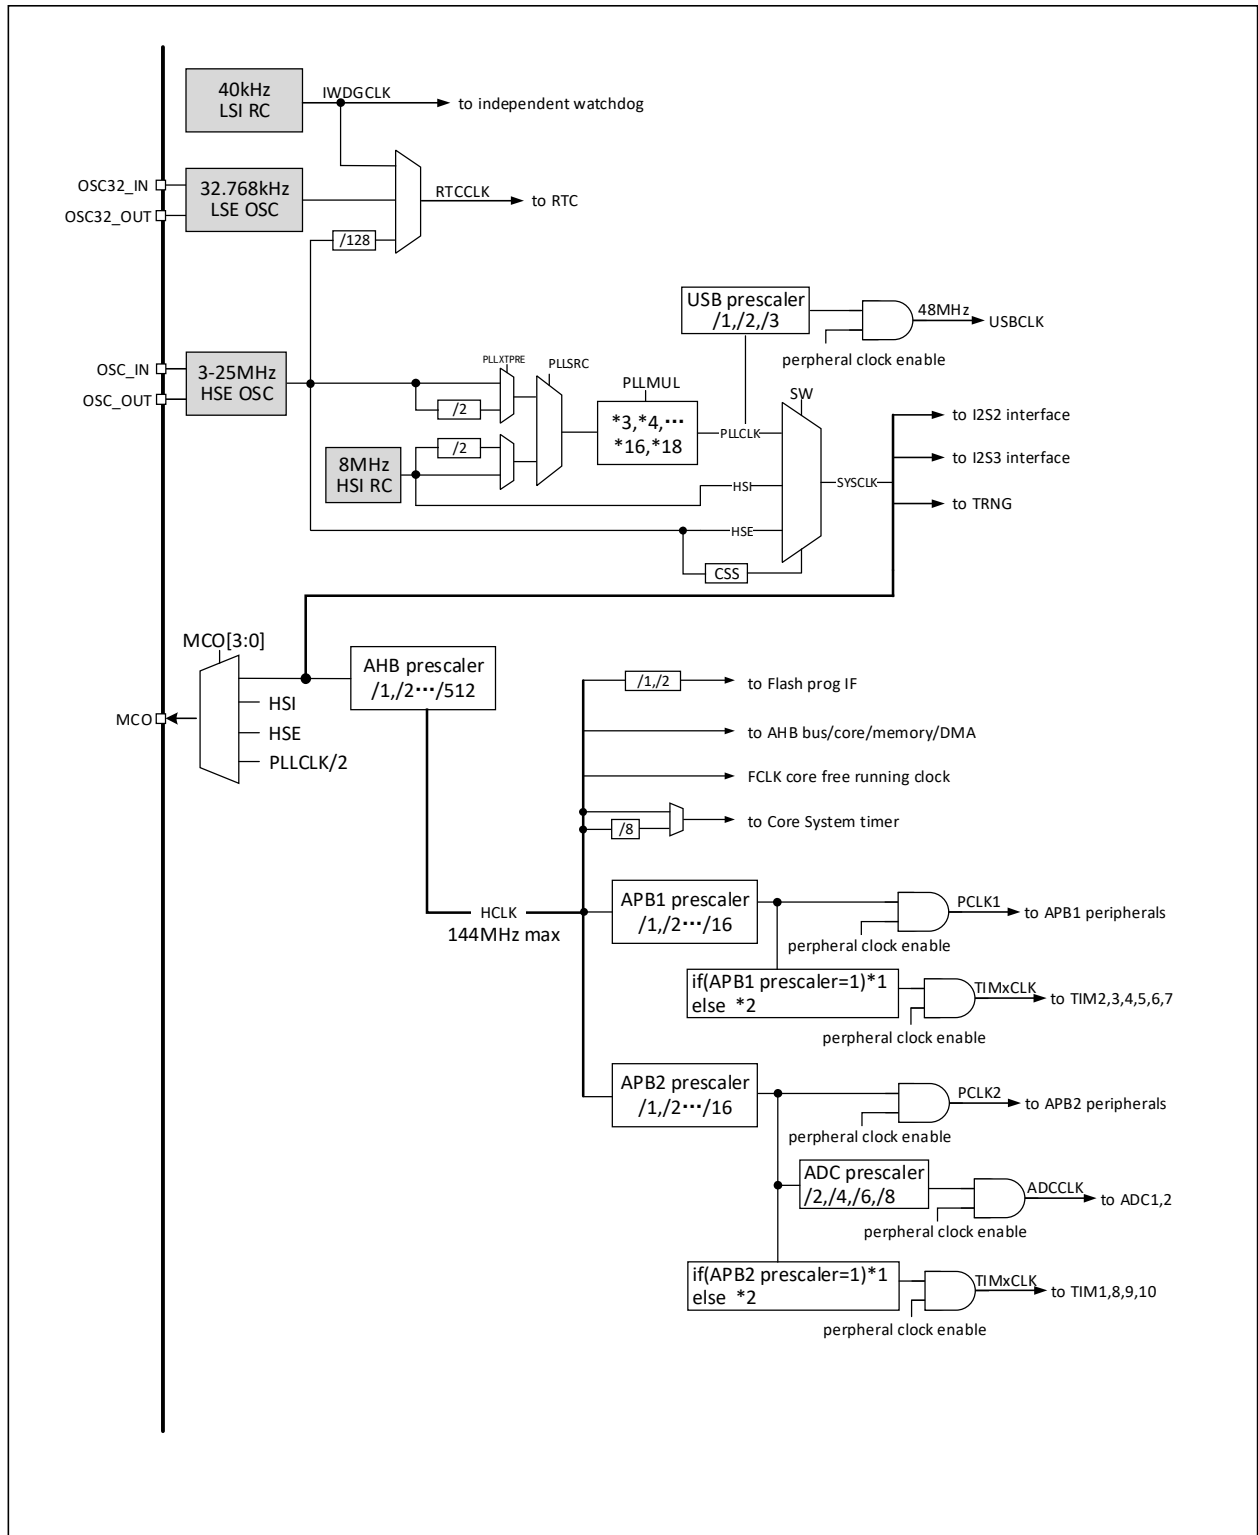 40kHz
LSI RC
IWDGCLK
to independent watchdog
OSC32_IN
OSC32_OUT
32.768kHz
LSE OSC
RTCCLK
to RTC
/128
USB prescaler
/1,/2,/3
48MHz
USBCLK
perpheral clock enable
OSC_IN
OSC_OUT
3-25MHz
HSE OSC
PLLXTPRE
PLLSRC
/2
PLLMUL
*3,*4,···
*16,*18
PLLCLK
SW
/2
8MHz
HSI RC
HSI
HSE
CSS
SYSCLK
to I2S2 interface
to I2S3 interface
to TRNG
MCO[3:0]
MCO
HSI
HSE
PLLCLK/2
AHB prescaler
/1,/2···/512
/1,/2
to Flash prog IF
to AHB bus/core/memory/DMA
FCLK core free running clock
/8
to Core System timer
HCLK
144MHz max
APB1 prescaler
/1,/2···/16
PCLK1
to APB1 peripherals
perpheral clock enable
if(APB1 prescaler=1)*1
else *2
TIMxCLK
to TIM2,3,4,5,6,7
perpheral clock enable
APB2 prescaler
/1,/2···/16
PCLK2
to APB2 peripherals
perpheral clock enable
ADC prescaler
/2,/4,/6,/8
ADCCLK
to ADC1,2
perpheral clock enable
if(APB2 prescaler=1)*1
else *2
TIMxCLK
to TIM1,8,9,10
perpheral clock enable